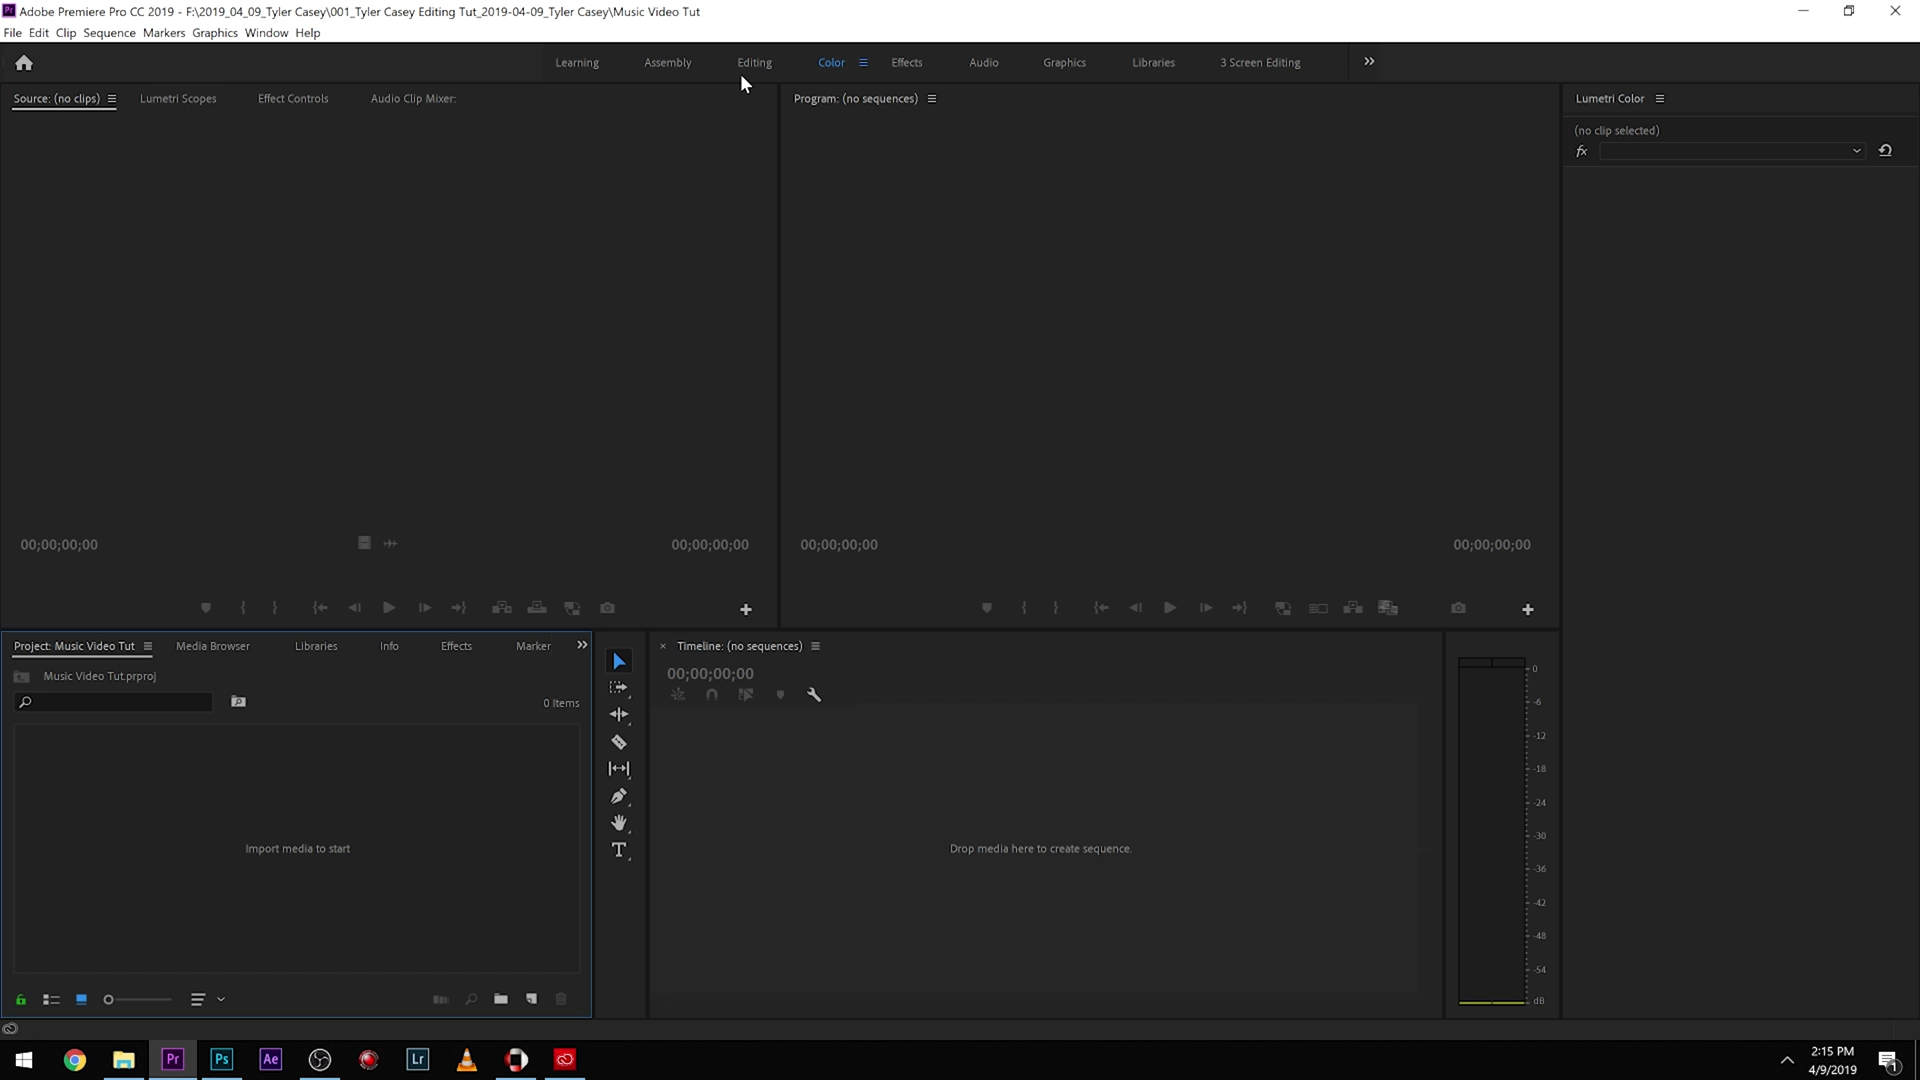 Adobe Premiere Pro CC 2019 - F:\2019_04_09_Tyler Casey\001_Tyler Casey Editing Tut_2019-04-09_Tyler Casey\Music Video Tut
File Edit Clip Sequence Markers Graphics Window Help
Learning Assembly Editing Color Effects Audio Graphics Libraries 3 Screen Editing
Source: (no clips) Lumetri Scopes Effect Controls Audio Clip Mixer:
Program: (no sequences)
Lumetri Color
(no clip selected)
fx
00;00;00;00 00;00;00;00
00;00;00;00 00;00;00;00
Project: Music Video Tut Media Browser Libraries Info Effects Marker
Music Video Tut.prproj
0 Items
Import media to start
Timeline: (no sequences)
00;00;00;00
Drop media here to create sequence.
0
-6
-12
-18
-24
-30
-36
-42
-48
-54
dB
Pr Ps Ae Lr
2:15 PM
4/9/2019
1